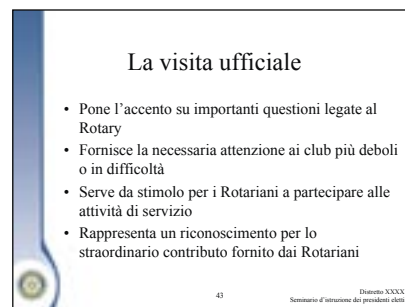 La visita ufficiale
• Pone l'accento su importanti questioni legate al
Rotary
• Fornisce la necessaria attenzione ai club più deboli
o in difficoltà
• Serve da stimolo per i Rotariani a partecipare alle
attività di servizio
• Rappresenta un riconoscimento per lo
straordinario contributo fornito dai Rotariani
43
Distretto XXXX
Seminario d'istruzione dei presidenti eletti